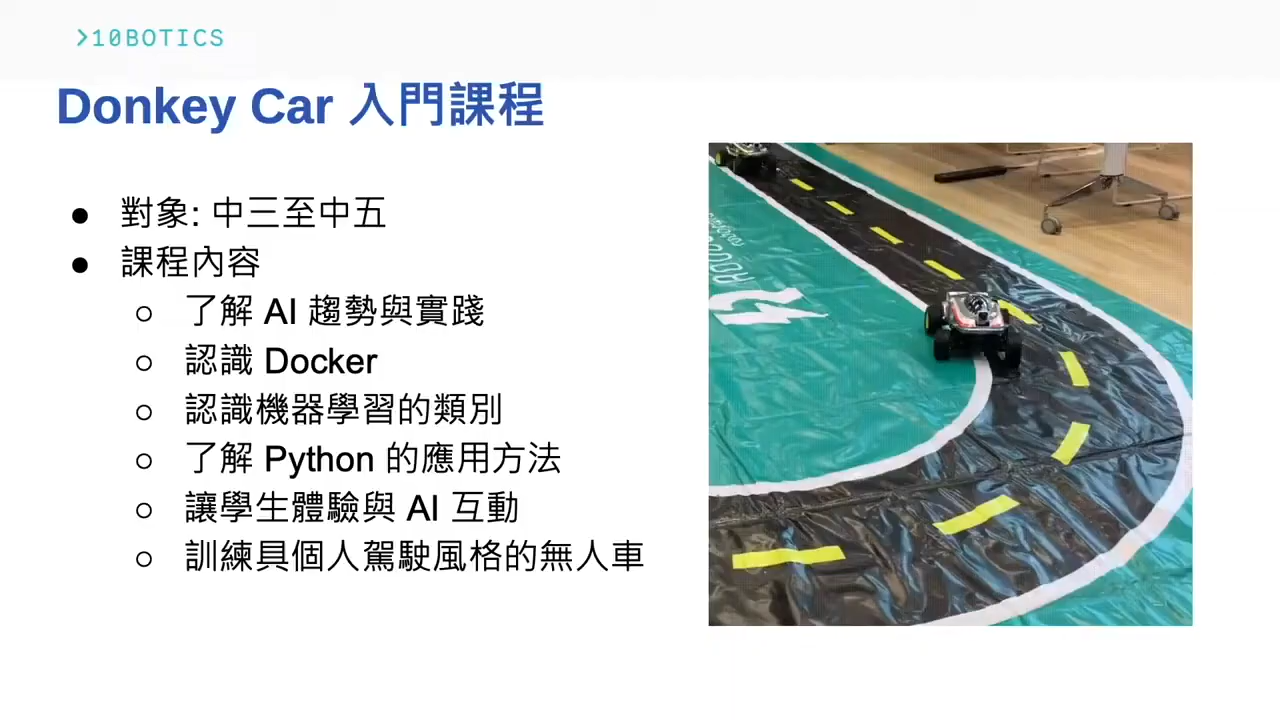 >10BOTICS
Donkey Car 入門課程
● 對象: 中三至中五
● 課程內容
○ 了解 AI 趨勢與實踐
○ 認識 Docker
○ 認識機器學習的類別
○ 了解 Python 的應用方法
○ 讓學生體驗與 AI 互動
○ 訓練具個人駕駛風格的無人車